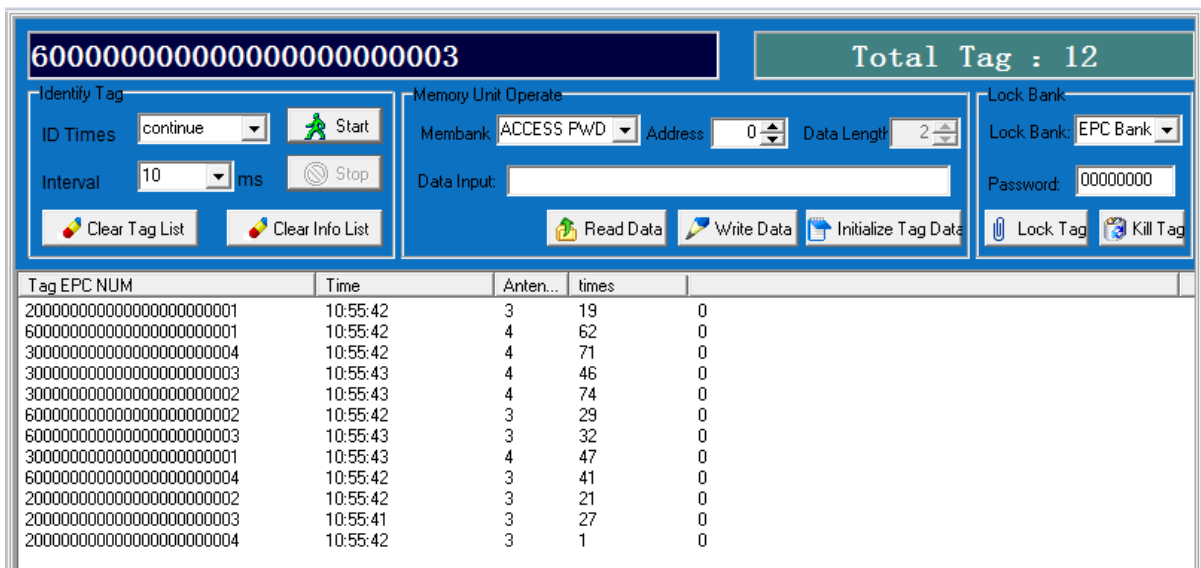 600000000000000000000003 Total Tag : 12
Identify Tag Memory Unit Operate Lock Bank
ID Times continue Start Membank ACCESS PWD Address 0 Data Length 2 Lock Bank: EPC Bank
Interval 10 ms Stop Data Input: Password: 00000000
Clear Tag List Clear Info List Read Data Write Data Initialize Tag Data Lock Tag Kill Tag
Tag EPC NUM Time Anten... times
200000000000000000000001 10:55:42 3 19 0
600000000000000000000001 10:55:42 4 62 0
300000000000000000000004 10:55:42 4 71 0
300000000000000000000003 10:55:43 4 46 0
300000000000000000000002 10:55:43 4 74 0
600000000000000000000002 10:55:42 3 29 0
600000000000000000000003 10:55:43 3 32 0
300000000000000000000001 10:55:43 4 47 0
600000000000000000000004 10:55:42 3 41 0
200000000000000000000002 10:55:42 3 21 0
200000000000000000000003 10:55:41 3 27 0
200000000000000000000004 10:55:42 3 1 0